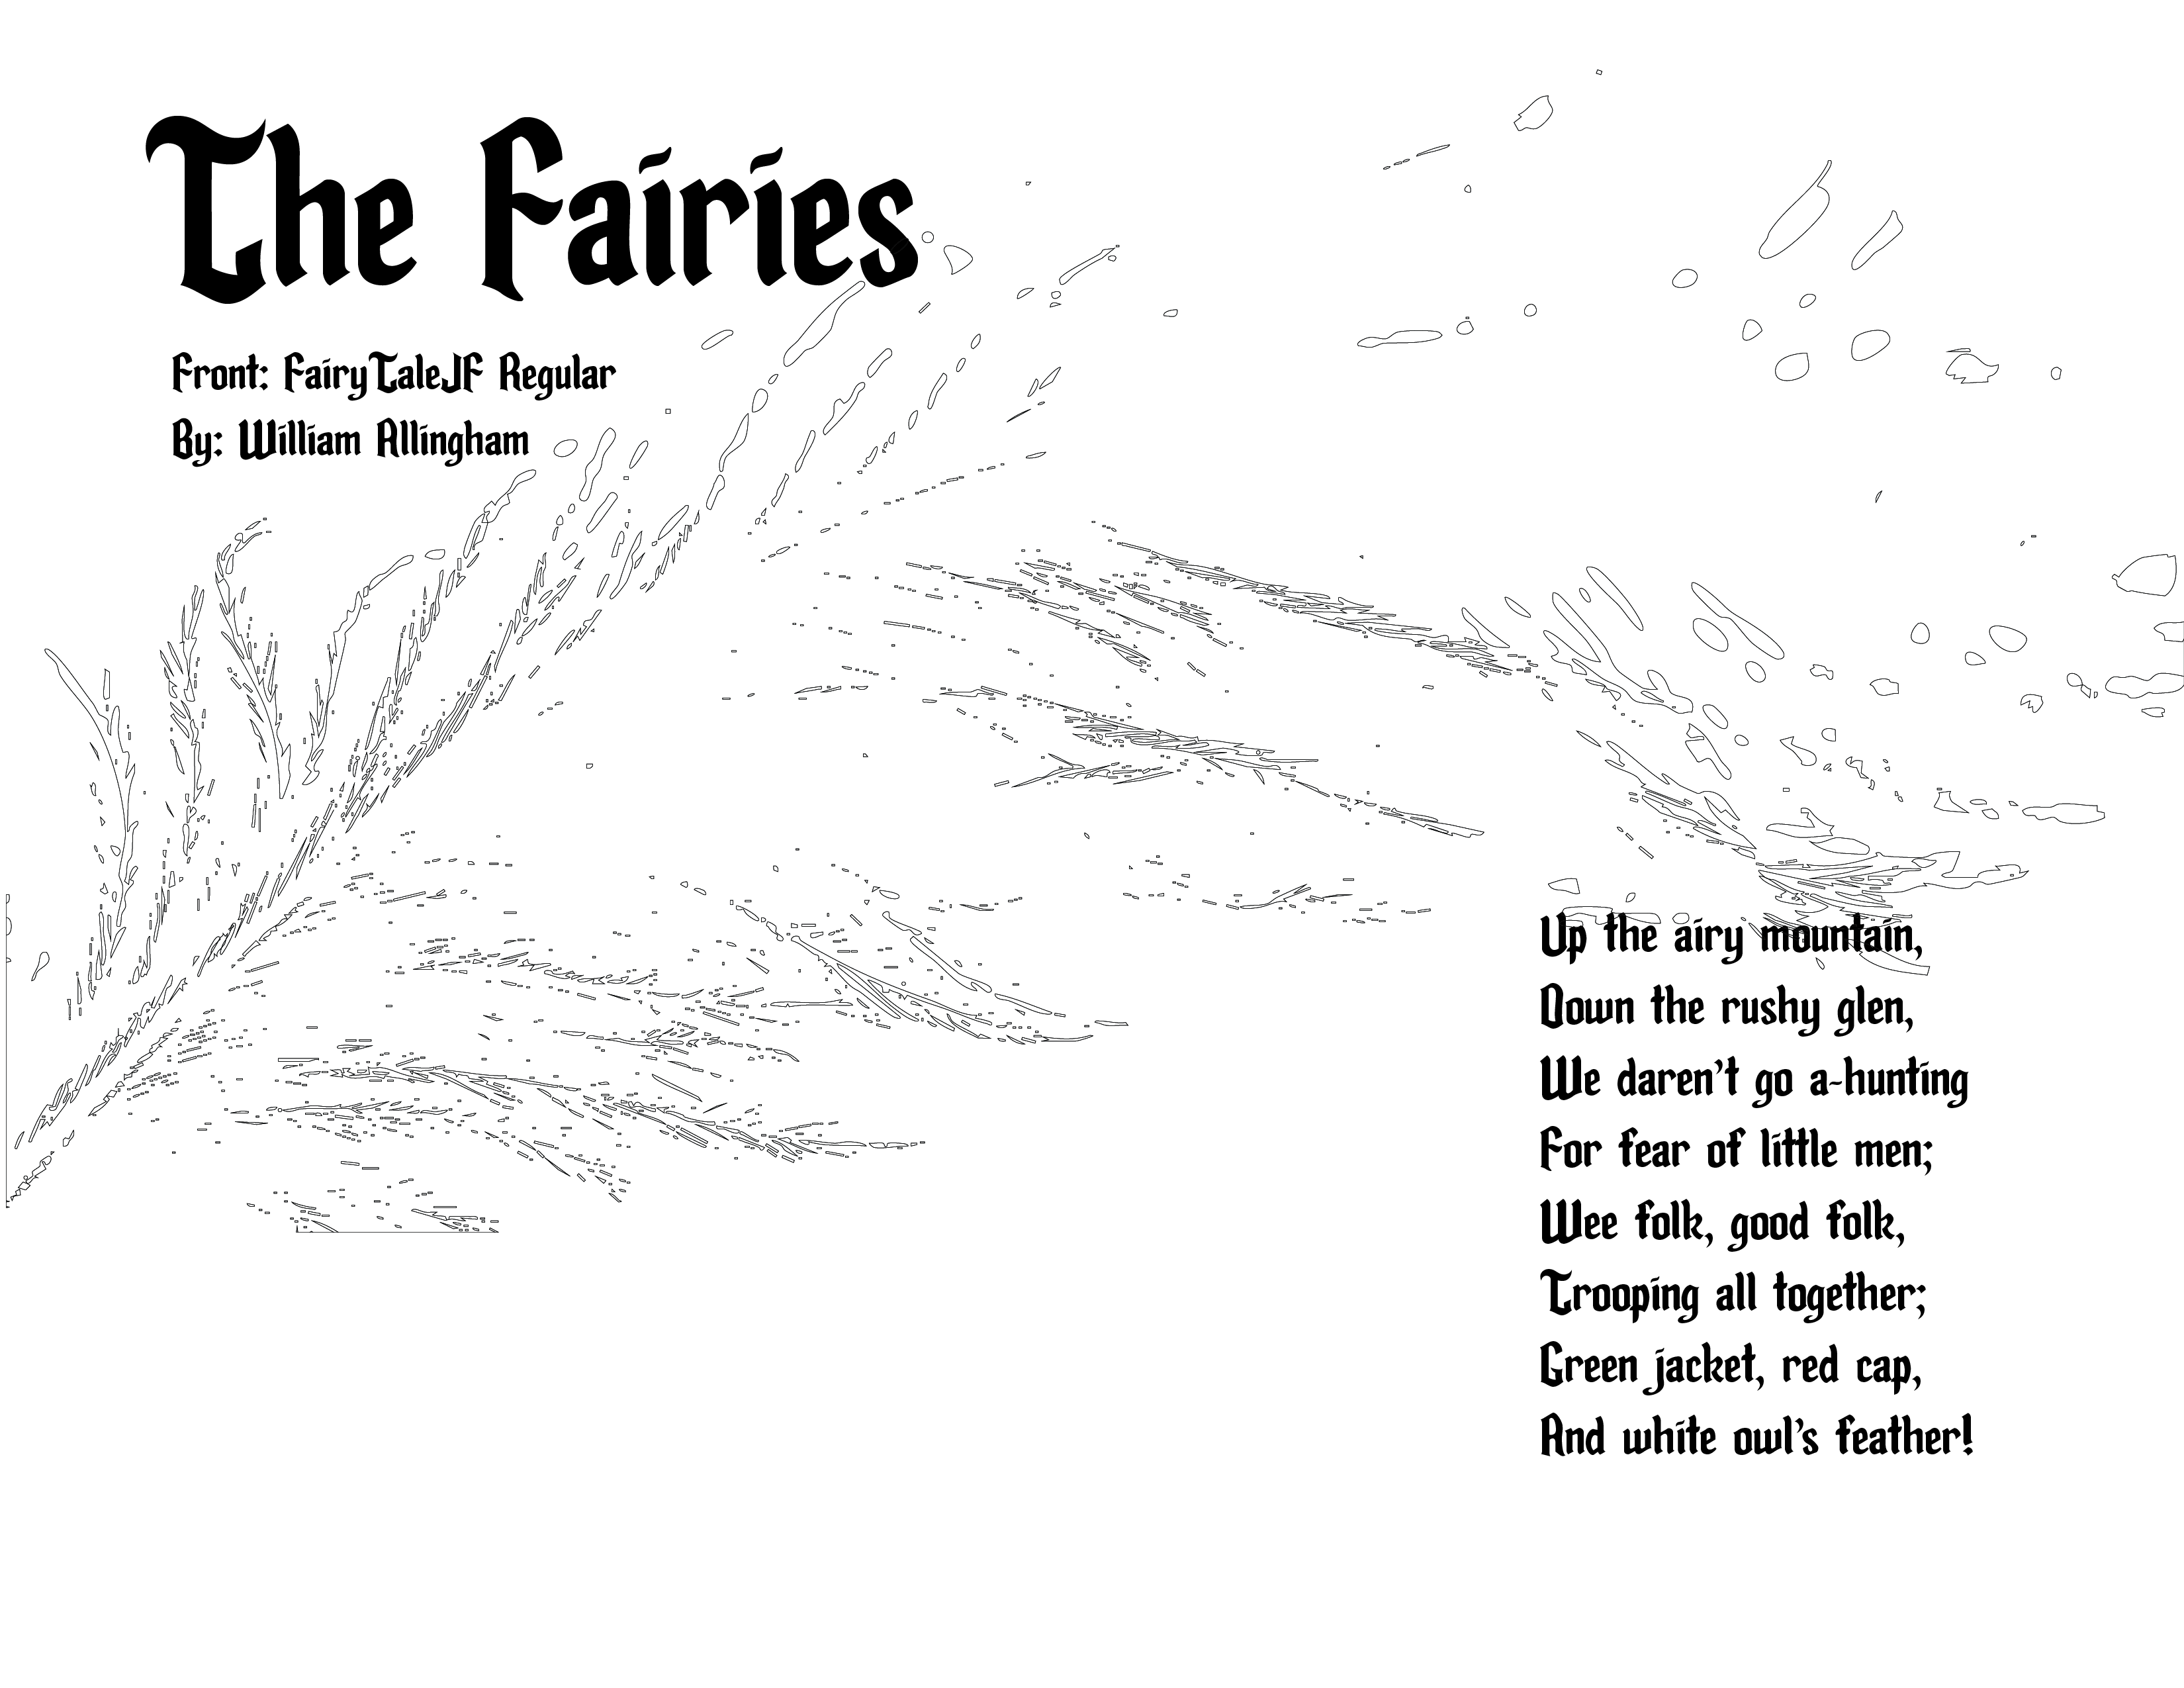 The Fairies
Front: FairyTaleJF Regular
By: William Allingham
Up the airy mountain,
Down the rushy glen,
We daren't go a-hunting
For fear of little men;
Wee folk, good folk,
Trooping all together;
Green jacket, red cap,
And white owl's feather!